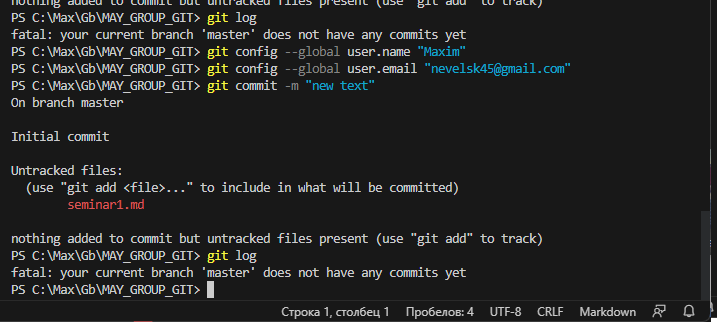 nothing added to commit but untracked files present (use "git add" to track)
PS C:\Max\Gb\MAY_GROUP_GIT> git log
fatal: your current branch 'master' does not have any commits yet
PS C:\Max\Gb\MAY_GROUP_GIT> git config --global user.name "Maxim"
PS C:\Max\Gb\MAY_GROUP_GIT> git config --global user.email "nevelsk45@gmail.com"
PS C:\Max\Gb\MAY_GROUP_GIT> git commit -m "new text"
On branch master
Initial commit
Untracked files:
(use "git add <file>..." to include in what will be committed)
seminar1.md
nothing added to commit but untracked files present (use "git add" to track)
PS C:\Max\Gb\MAY_GROUP_GIT> git log
fatal: your current branch 'master' does not have any commits yet
PS C:\Max\Gb\MAY_GROUP_GIT>
Строка 1, столбец 1 Пробелов: 4 UTF-8 CRLF Markdown